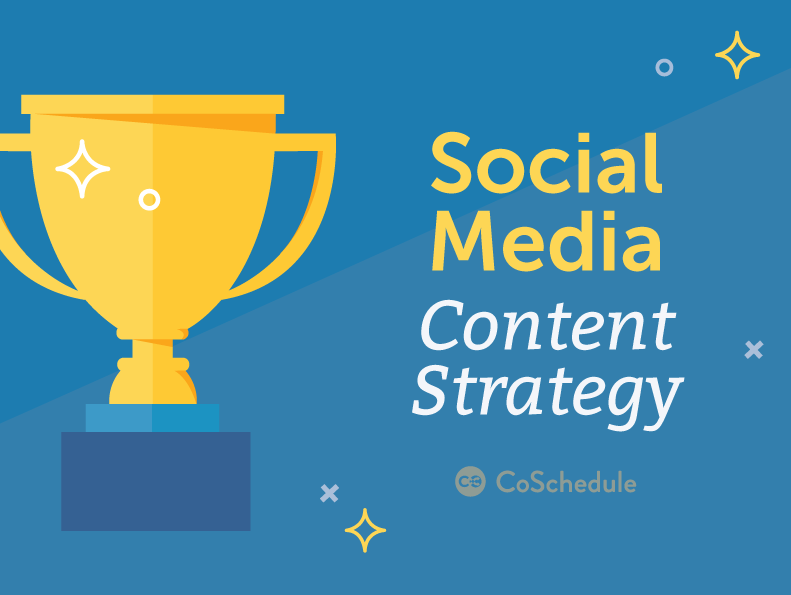 Social
Media
Content
Strategy
CoSchedule